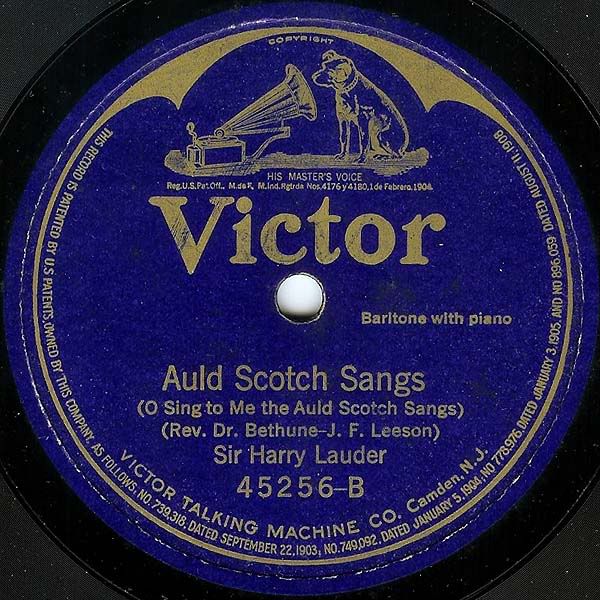 COPYRIGHT
HIS MASTER'S VOICE
Reg.U.S.Pat.Off., M.de F. M.Ind.Rgtrda Nos.4176 y 4180,1 de Febrero, 1904.
Victor
Baritone with piano
Auld Scotch Sangs
(O Sing to Me the Auld Scotch Sangs)
(Rev. Dr. Bethune-J. F. Leeson)
Sir Harry Lauder
45256-B
VICTOR TALKING MACHINE CO. Camden, N. J.
THIS RECORD IS PATENTED BY U.S. PATENTS, OWNED BY THIS COMPANY, AS FOLLOWS, NO. 739,318, DATED SEPTEMBER 22, 1903, NO. 749,092. DATED JANUARY 5, 1904, NO 778,976, DATED JANUARY 3, 1905, AND NO 896,059 DATED AUGUST 11, 1908